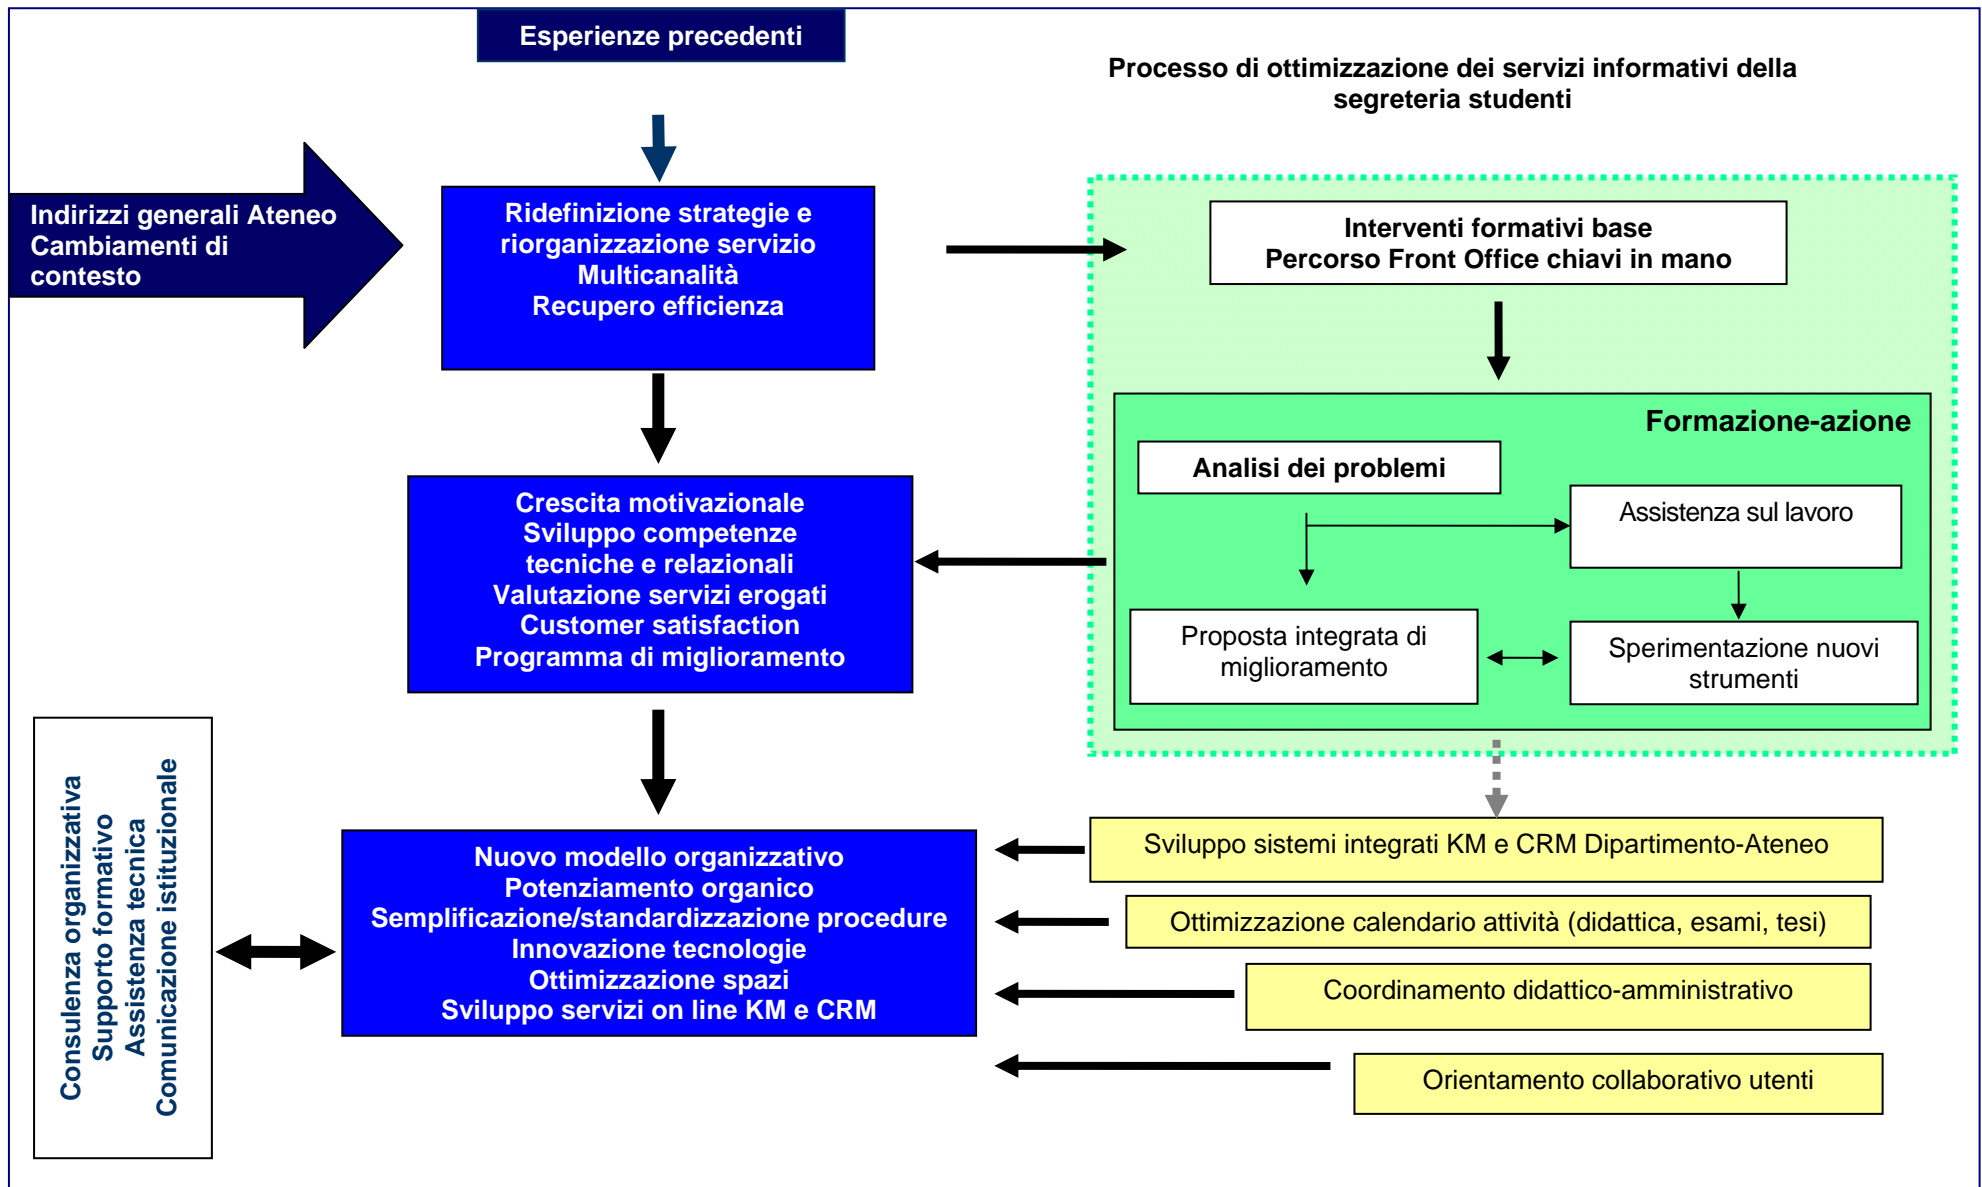 Esperienze precedenti
Processo di ottimizzazione dei servizi informativi della
segreteria studenti
Indirizzi generali Ateneo
Cambiamenti di
contesto
Ridefinizione strategie e
riorganizzazione servizio
Multicanalità
Recupero efficienza
Interventi formativi base
Percorso Front Office chiavi in mano
Formazione-azione
Analisi dei problemi
Assistenza sul lavoro
Proposta integrata di
miglioramento
Sperimentazione nuovi
strumenti
Crescita motivazionale
Sviluppo competenze
tecniche e relazionali
Valutazione servizi erogati
Customer satisfaction
Programma di miglioramento
Consulenza organizzativa
Supporto formativo
Assistenza tecnica
Comunicazione istituzionale
Nuovo modello organizzativo
Potenziamento organico
Semplificazione/standardizzazione procedure
Innovazione tecnologie
Ottimizzazione spazi
Sviluppo servizi on line KM e CRM
Sviluppo sistemi integrati KM e CRM Dipartimento-Ateneo
Ottimizzazione calendario attività (didattica, esami, tesi)
Coordinamento didattico-amministrativo
Orientamento collaborativo utenti